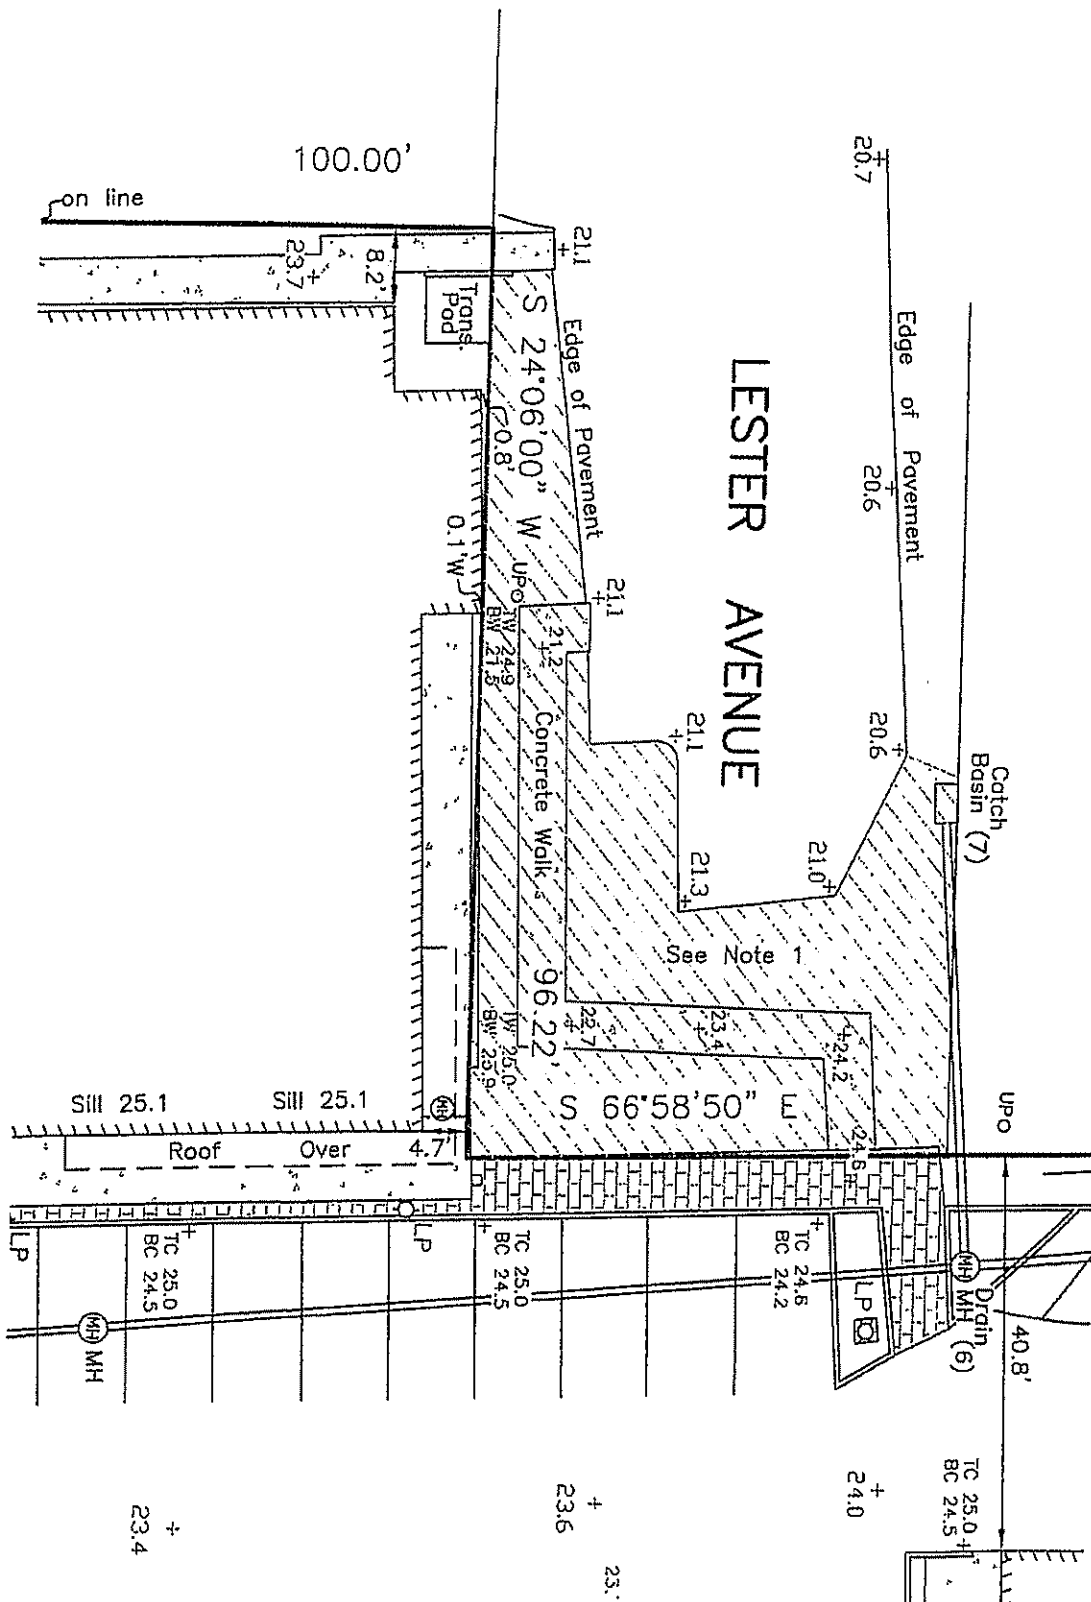 100.00'
on line
20.7
21.1
23.7
8.2'
Trans.
Pad
S 24°06'00" W
Edge of Pavement
Edge of Pavement
LESTER AVENUE
0.8'
20.6
0.1'W
UPO
21.1
TW 24.9
BW 21.5
21.2
Concrete Walk
21.1
20.6
Catch
Basin (7)
21.3
21.0
See Note 1
96.22'
TW 25.0
BW 23.9
22.7
23.4
24.2
Sill 25.1
Sill 25.1
MH
S 66°58'50" E
UPO
Roof Over
4.7'
24.6
LP
TC 25.0
BC 24.5
LP
TC 25.0
BC 24.5
TC 24.6
BC 24.2
LP
MH
Drain
MH (6)
40.8'
MH
MH
23.4
23.6
24.0
TC 25.0
BC 24.5